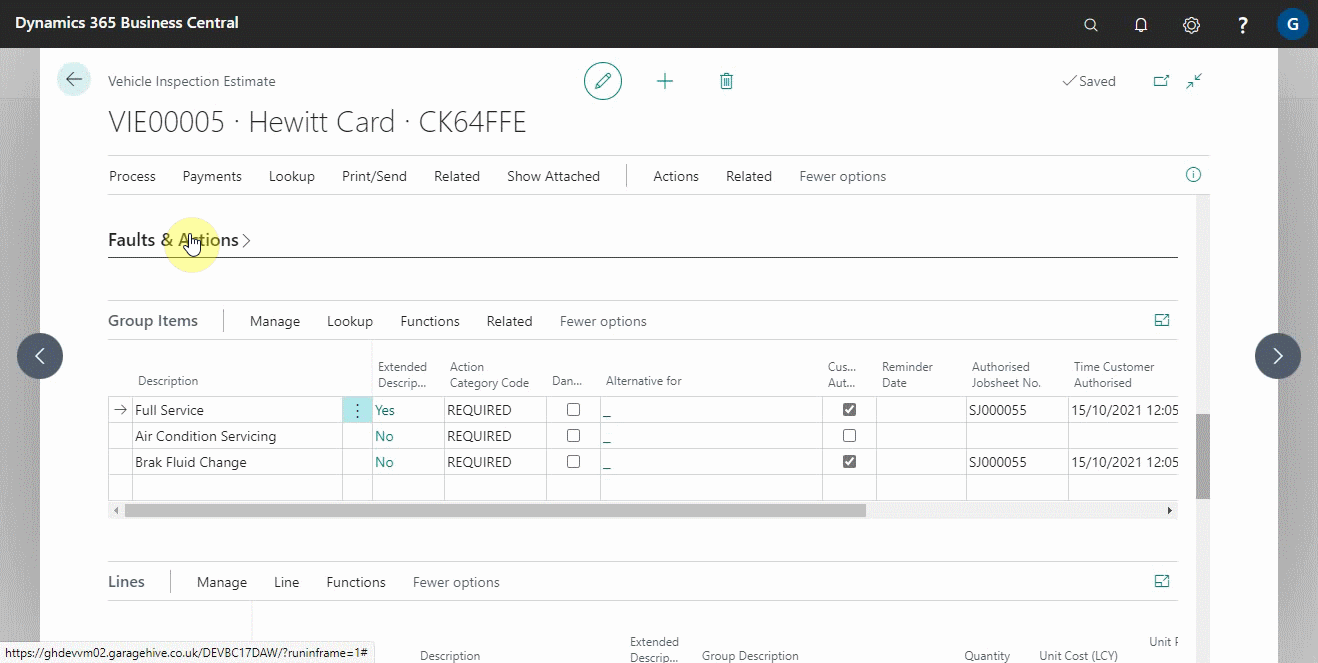 Dynamics 365 Business Central
?
G
Vehicle Inspection Estimate
Saved
VIE00005 · Hewitt Card · CK64FFE
Process Payments Lookup Print/Send Related Show Attached Actions Related Fewer options
Faults & Actions
Group Items Manage Lookup Functions Related Fewer options
Description Extended Descrip... Action Category Code Dan... Alternative for Cus... Aut... Reminder Date Authorised Jobsheet No. Time Customer Authorised
Full Service Yes REQUIRED _ SJ000055 15/10/2021 12:05
Air Condition Servicing No REQUIRED _
Brak Fluid Change No REQUIRED _ SJ000055 15/10/2021 12:05
Lines Manage Line Functions Fewer options
Description Extended Descrip... Group Description Quantity Unit Cost (LCY) Unit
https://ghdevvm02.garagehive.co.uk/DEVBC17DAW/?runinframe=1#